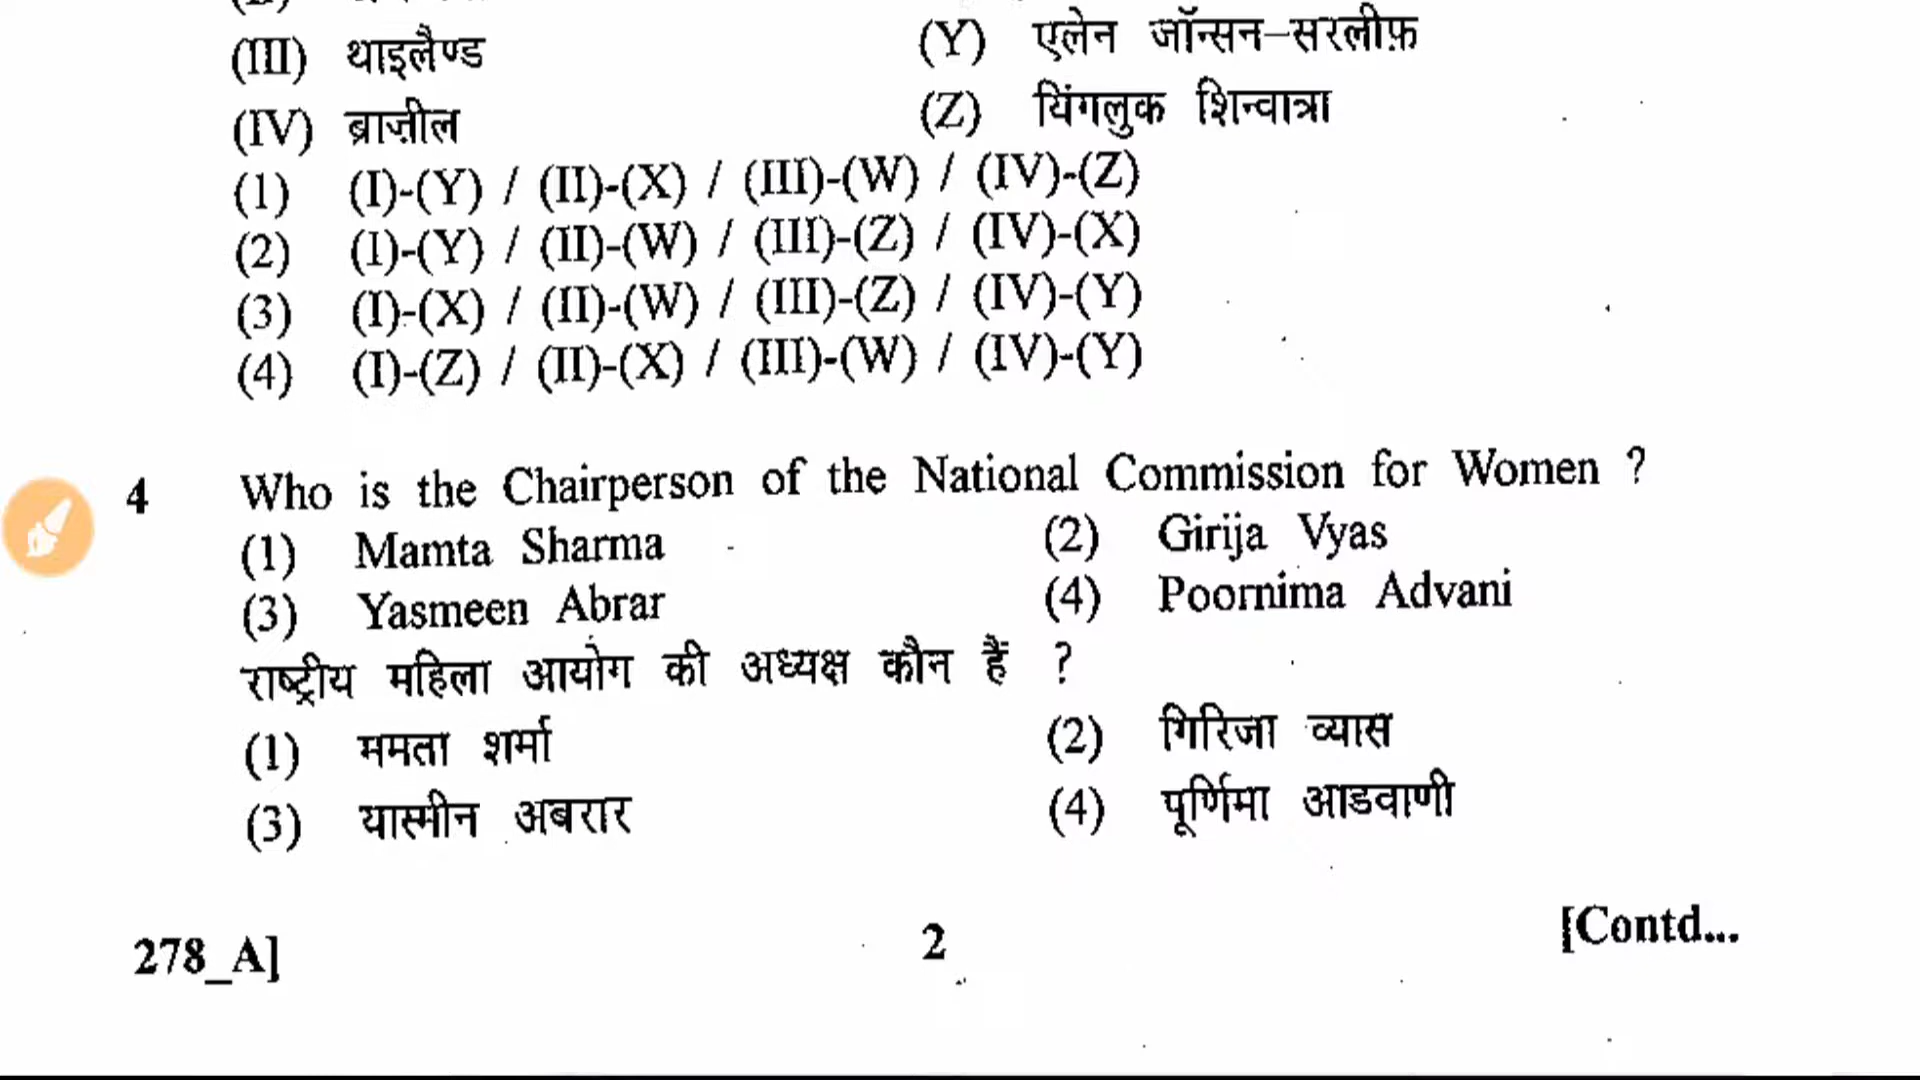 (III) थाइलैण्ड (Y) एलेन जॉन्सन–सरलीफ़
(IV) ब्राज़ील (Z) यिंगलुक शिन्वात्रा
(1) (I)-(Y) / (II)-(X) / (III)-(W) / (IV)-(Z)
(2) (I)-(Y) / (II)-(W) / (III)-(Z) / (IV)-(X)
(3) (I)-(X) / (II)-(W) / (III)-(Z) / (IV)-(Y)
(4) (I)-(Z) / (II)-(X) / (III)-(W) / (IV)-(Y)
4 Who is the Chairperson of the National Commission for Women ?
(1) Mamta Sharma (2) Girija Vyas
(3) Yasmeen Abrar (4) Poornima Advani
राष्ट्रीय महिला आयोग की अध्यक्ष कौन हैं ?
(1) ममता शर्मा (2) गिरिजा व्यास
(3) यास्मीन अबरार (4) पूर्णिमा आडवाणी
278_A] 2 [Contd...